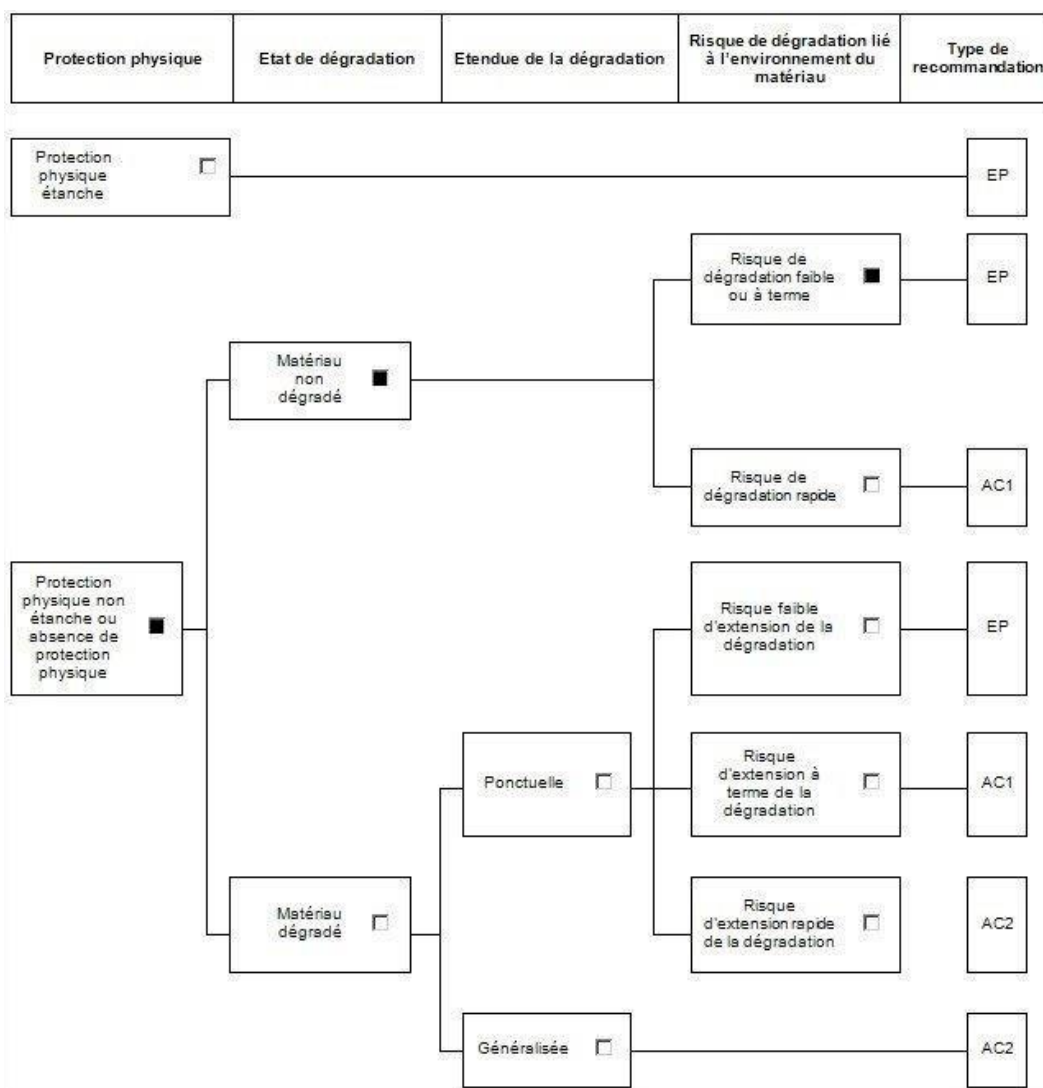 Protection physique
Etat de dégradation
Etendue de la dégradation
Risque de dégradation lié
à l'environnement du
matériau
Type de
recommandation
Protection
physique
étanche
EP
Risque de
dégradation faible
ou à terme
EP
Matériau
non
dégradé
Risque de
dégradation rapide
AC1
Protection
physique non
étanche ou
absence de
protection
physique
Risque faible
d'extension de la
dégradation
EP
Ponctuelle
Risque
d'extension à
terme de la
dégradation
AC1
Matériau
dégradé
Risque
d'extension rapide
de la dégradation
AC2
Généralisée
AC2